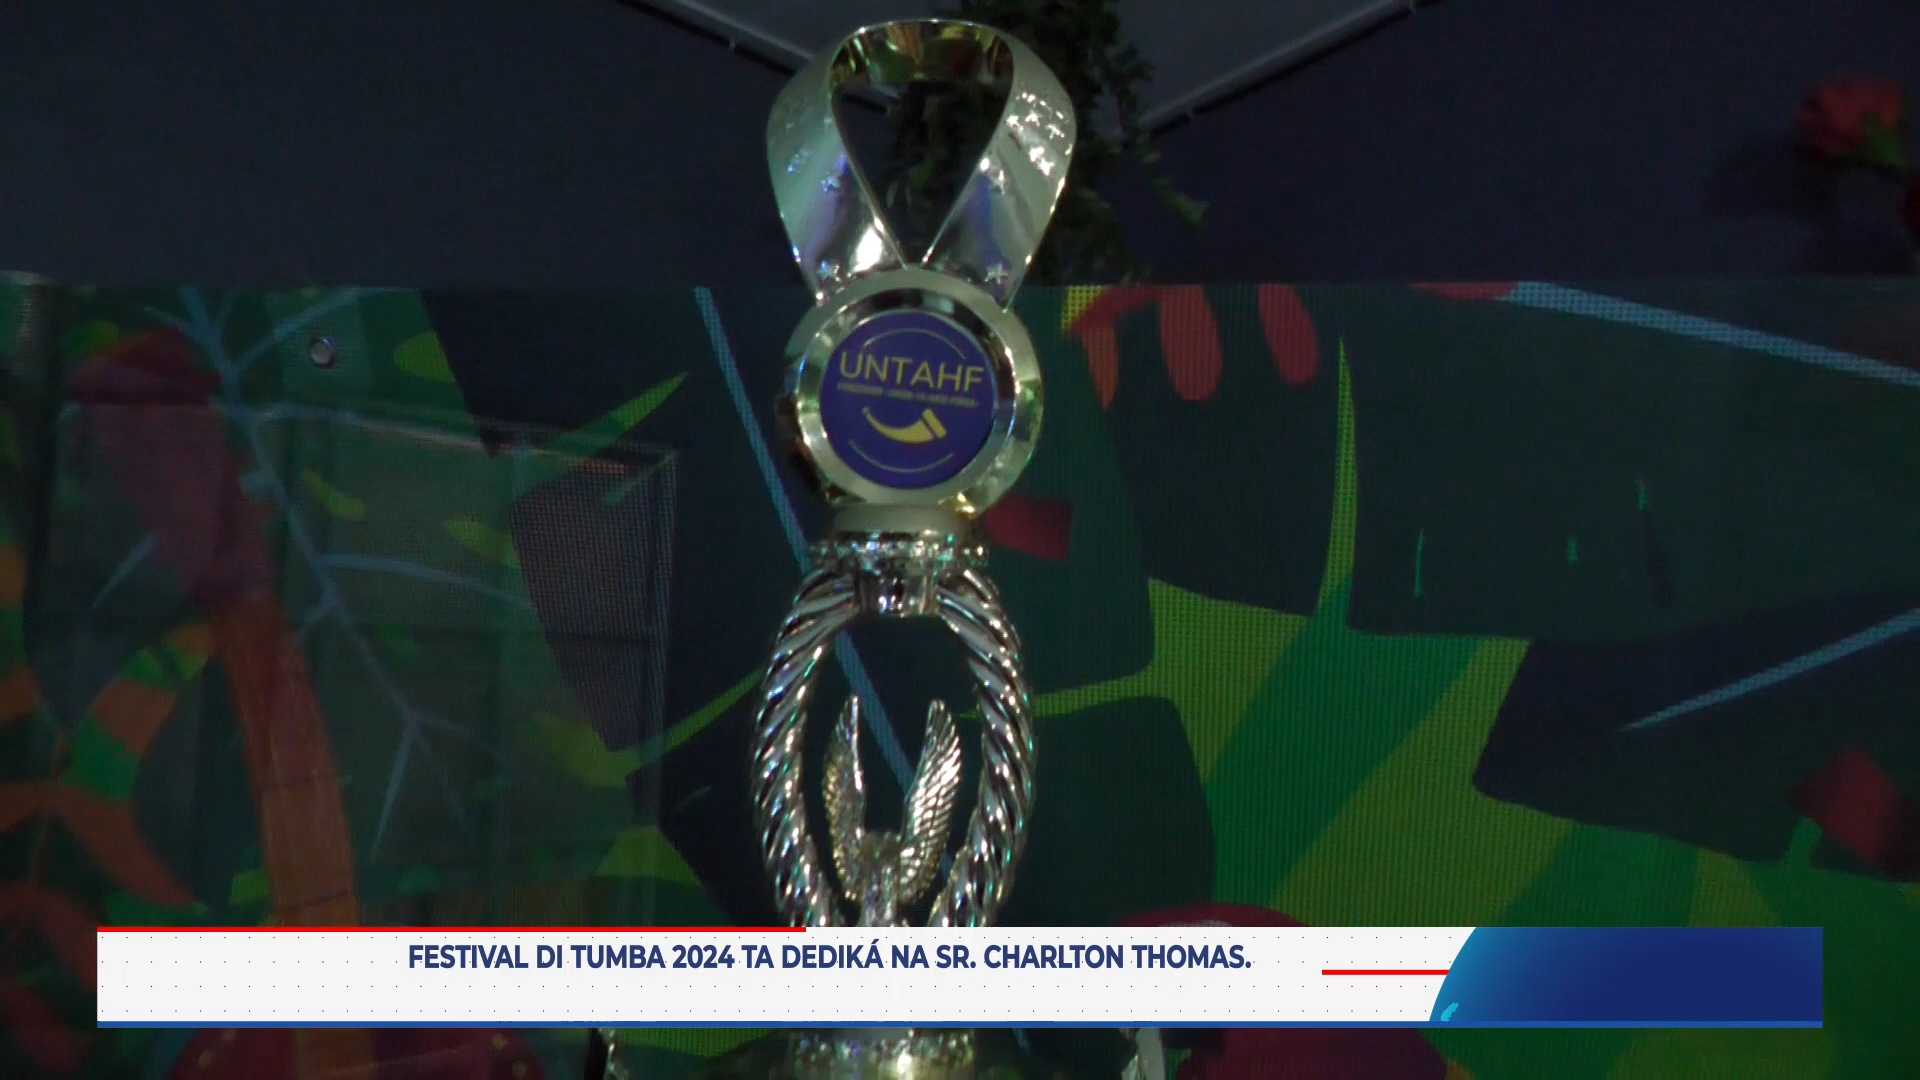 UNTAHF
FESTIVAL DI TUMBA 2024 TA DEDIKÁ NA SR. CHARLTON THOMAS.